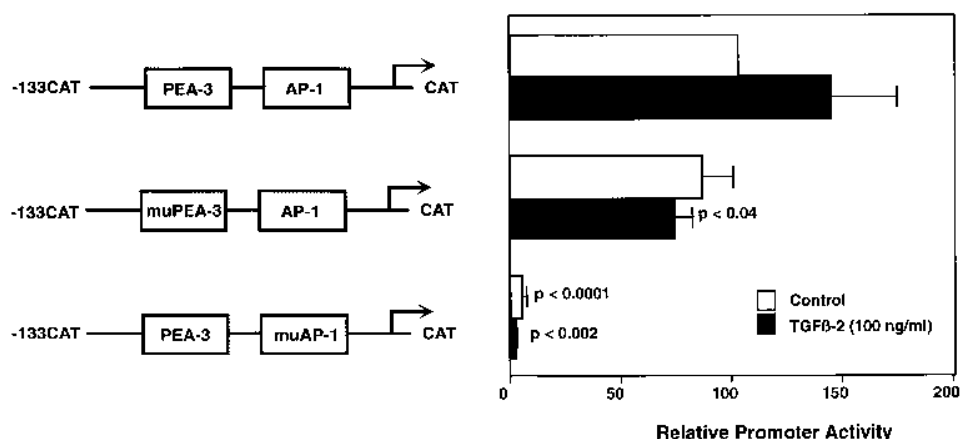 -133CAT PEA-3 AP-1 CAT
-133CAT muPEA-3 AP-1 CAT
p < 0.04
-133CAT PEA-3 muAP-1 CAT
p < 0.0001
p < 0.002
Control
TGFß-2 (100 ng/ml)
0 50 100 150 200
Relative Promoter Activity